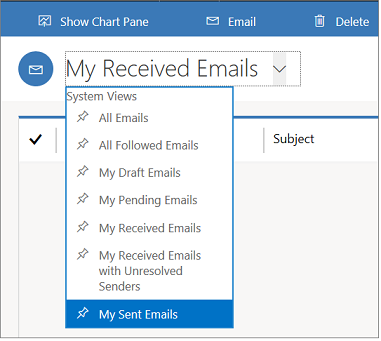 Show Chart Pane Email Delete
My Received Emails
System Views
All Emails
All Followed Emails
My Draft Emails
My Pending Emails
My Received Emails
My Received Emails
with Unresolved
Senders
My Sent Emails
Subject